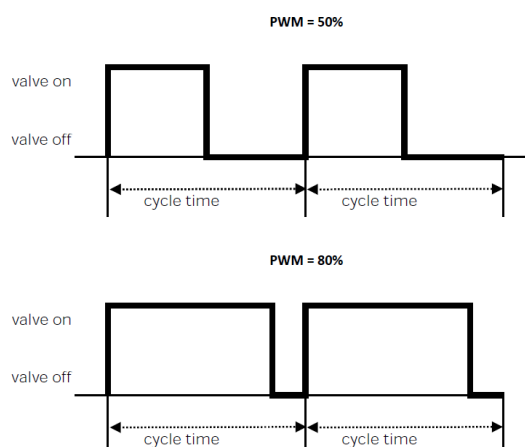 PWM = 50%
valve on
valve off
cycle time cycle time
PWM = 80%
valve on
valve off
cycle time cycle time